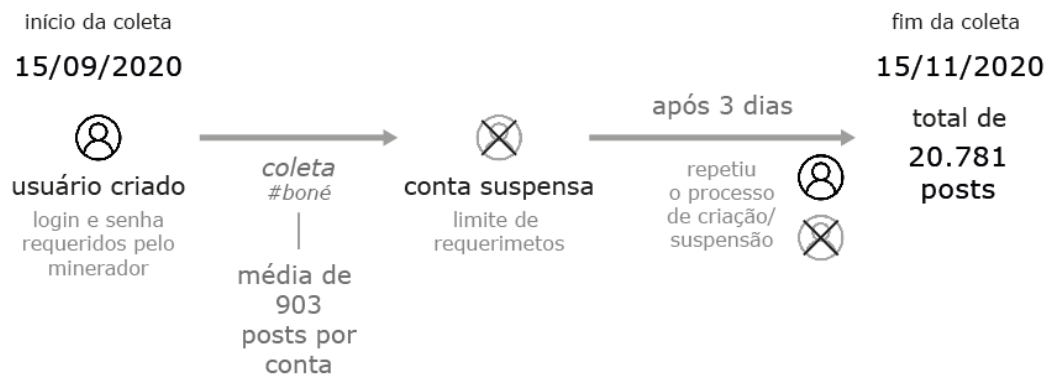 início da coleta
15/09/2020
usuário criado
login e senha
requeridos pelo
minerador
coleta
#boné
média de
903
posts por
conta
conta suspensa
limite de
requerimetos
após 3 dias
repetiu
o processo
de criação/
suspensão
fim da coleta
15/11/2020
total de
20.781
posts